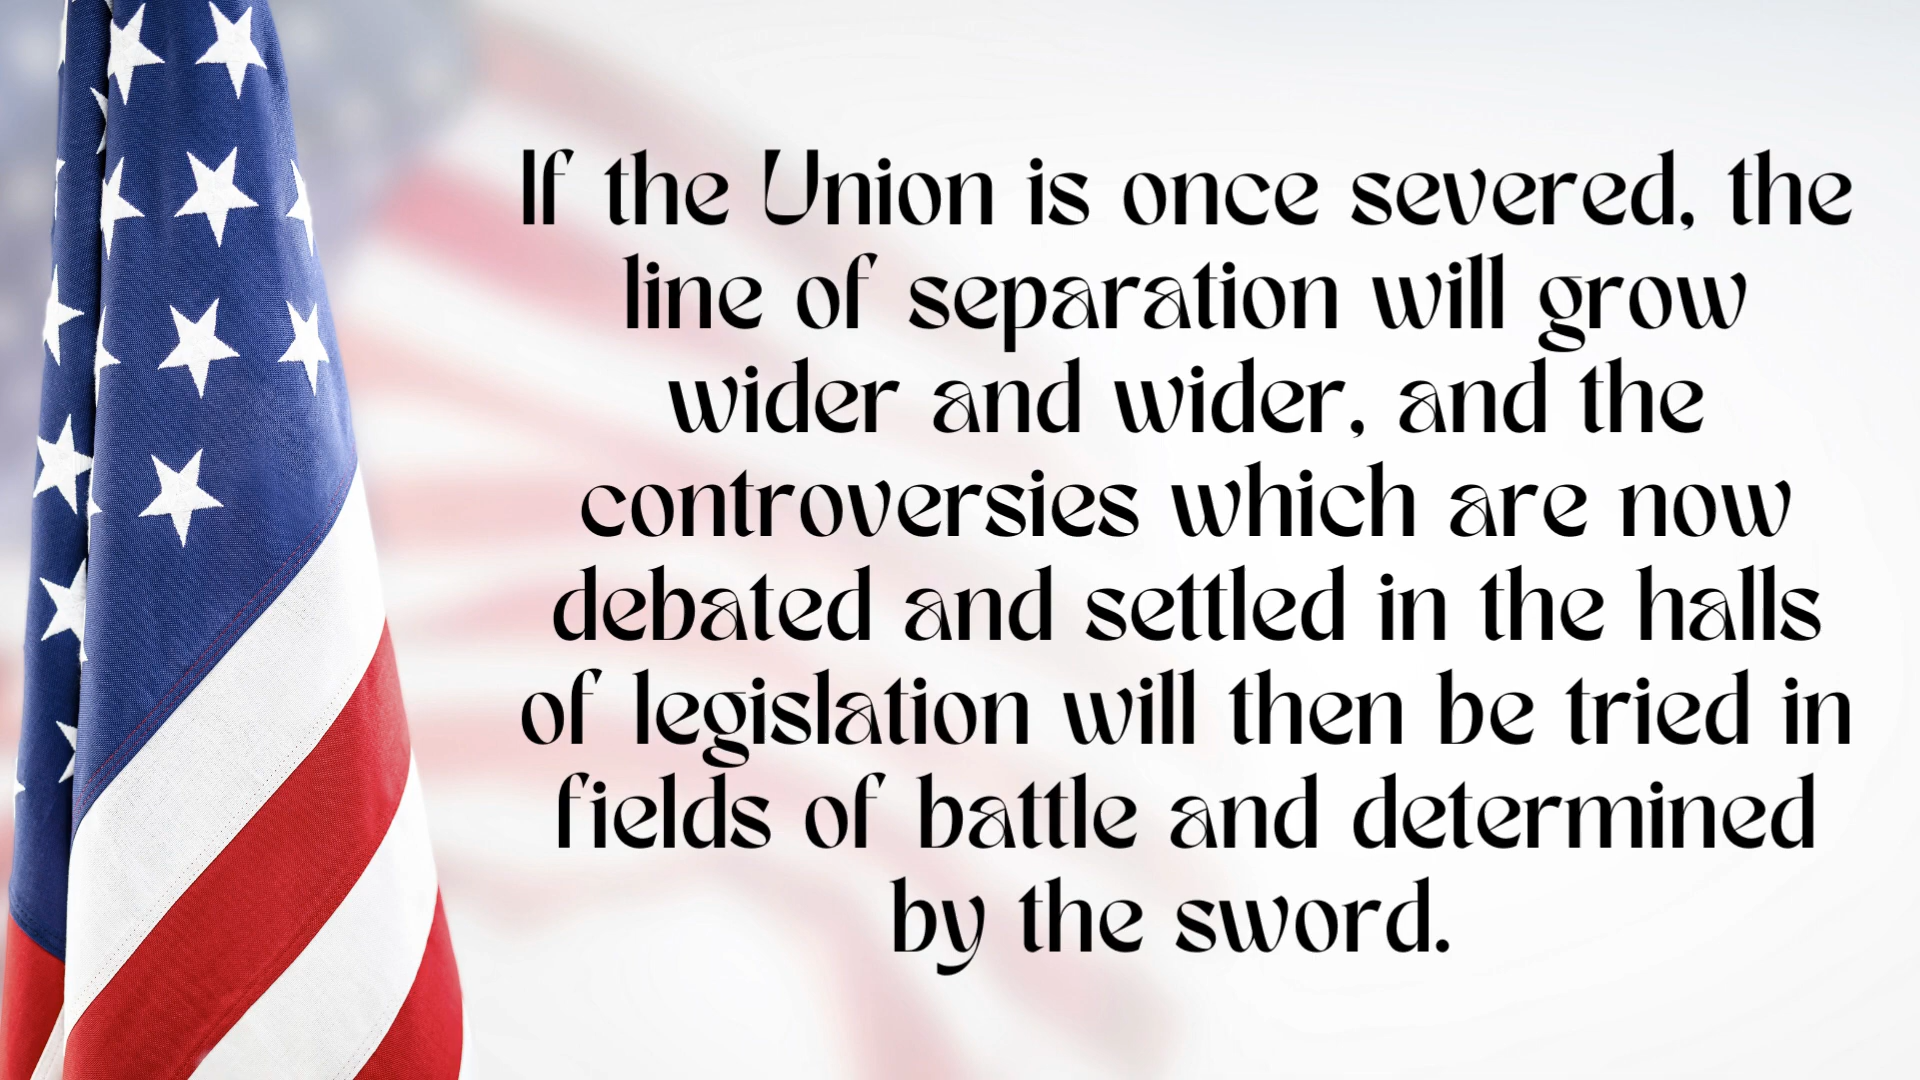 If the Union is once severed, the
line of separation will grow
wider and wider, and the
controversies which are now
debated and settled in the halls
of legislation will then be tried in
fields of battle and determined
by the sword.